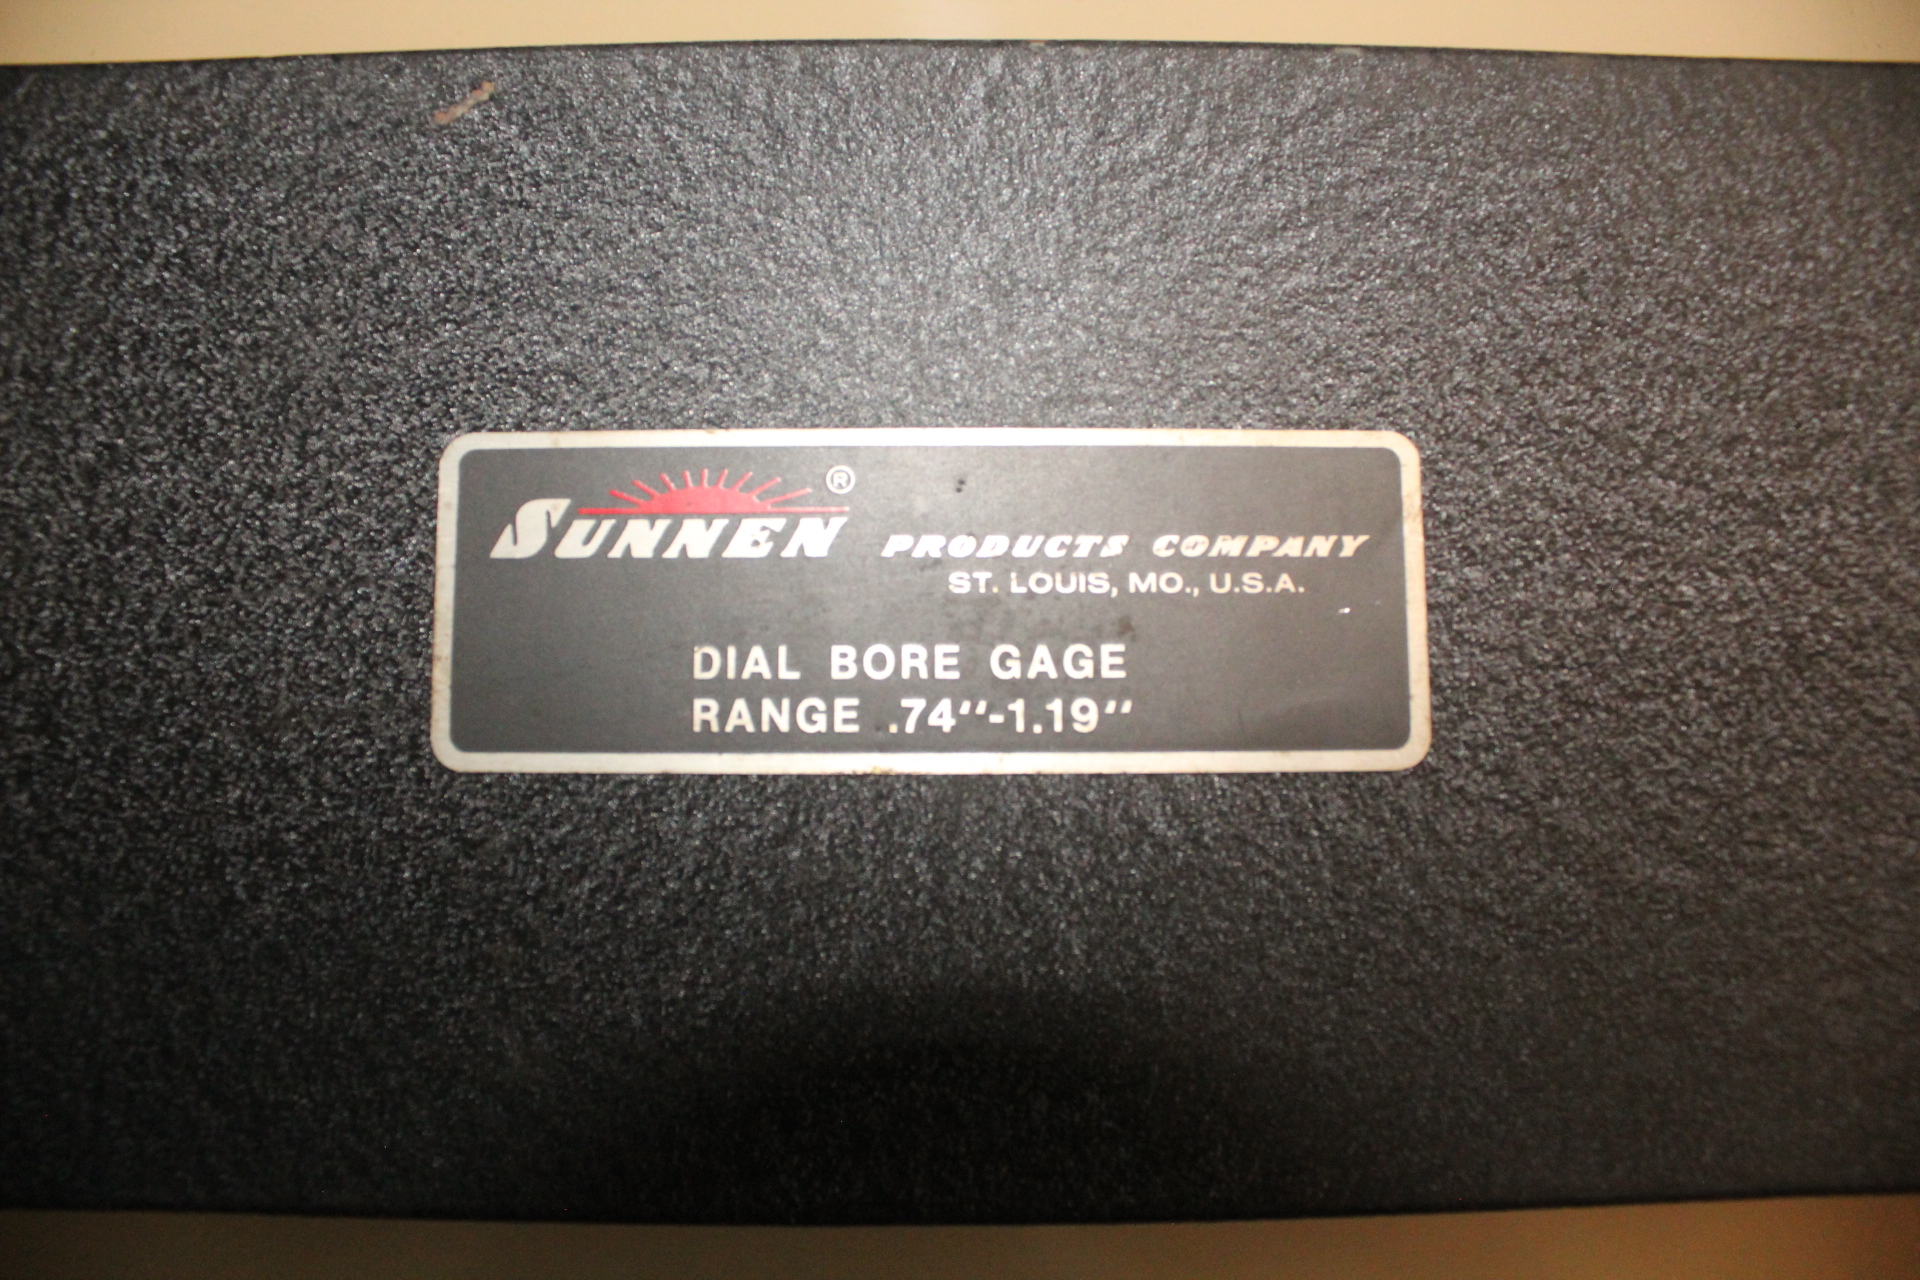 SUNNEN® PRODUCTS COMPANY
ST. LOUIS, MO., U.S.A.
DIAL BORE GAGE
RANGE .74"-1.19"